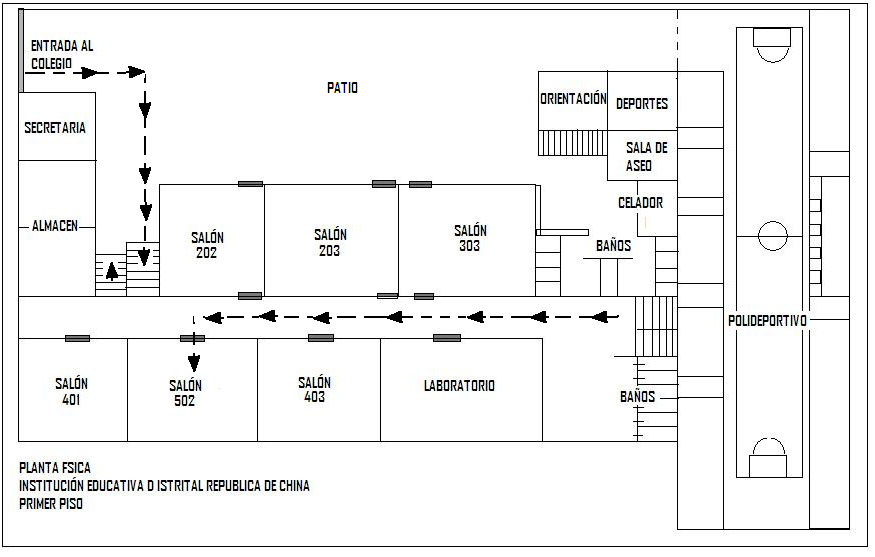 ENTRADA AL
COLEGIO
PATIO
ORIENTACIÓN
DEPORTES
SECRETARIA
SALA DE
ASEO
CELADOR
ALMACEN
SALÓN
202
SALÓN
203
SALÓN
303
BAÑOS
POLIDEPORTIVO
SALÓN
401
SALÓN
502
SALÓN
403
LABORATORIO
BAÑOS
PLANTA FSICA
INSTITUCIÓN EDUCATIVA D ISTRITAL REPUBLICA DE CHINA
PRIMER PISO